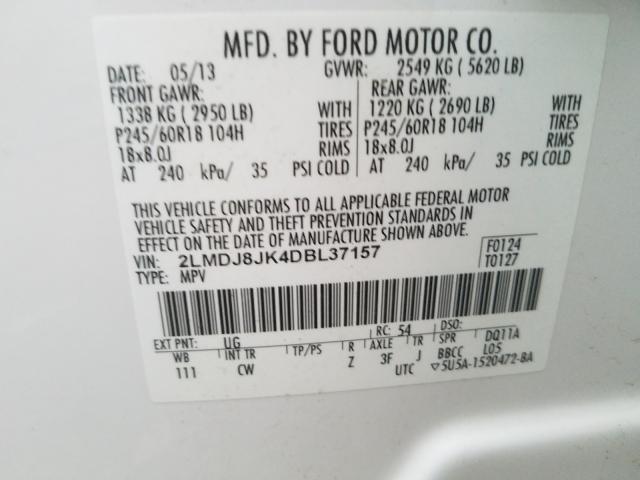 MFD. BY FORD MOTOR CO.
DATE: 05/13 GVWR: 2549 KG ( 5620 LB)
FRONT GAWR: REAR GAWR:
1338 KG ( 2950 LB) WITH 1220 KG ( 2690 LB) WITH
P245/60R18 104H TIRES P245/60R18 104H TIRES
18x8.0J RIMS 18x8.0J RIMS
AT 240 kPa/ 35 PSI COLD AT 240 kPa/ 35 PSI COLD
THIS VEHICLE CONFORMS TO ALL APPLICABLE FEDERAL MOTOR
VEHICLE SAFETY AND THEFT PREVENTION STANDARDS IN
EFFECT ON THE DATE OF MANUFACTURE SHOWN ABOVE.
VIN: 2LMDJ8JK4DBL37157 F0124
TYPE: MPV T0127
EXT PNT: UG RC: 54 DSO:
WB INT TR TP/PS R AXLE TR SPR DQ11A
111 CW Z 3F J BBCC L05
UTC ▽5U5A-1520472-BA